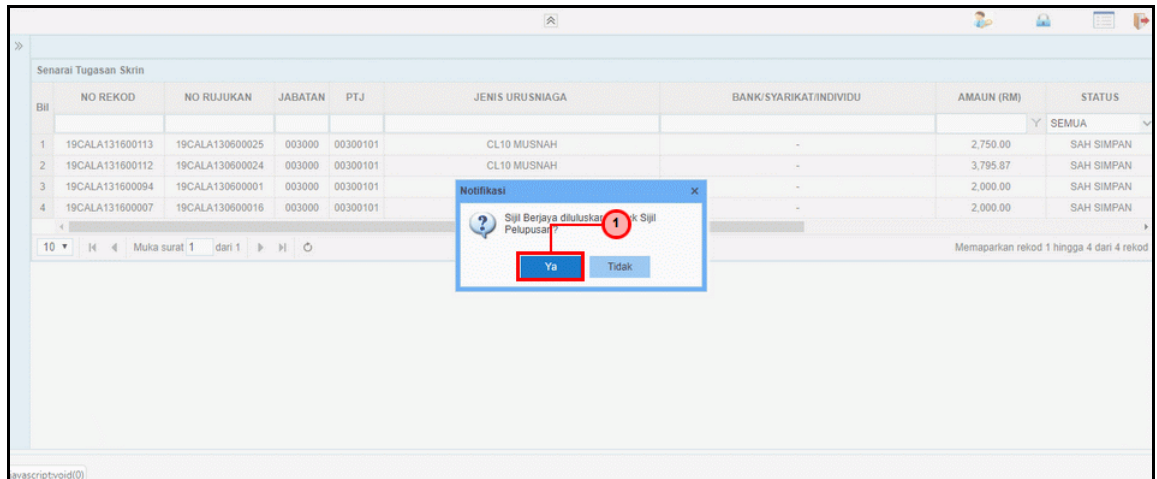 Senarai Tugasan Skrin
Bil NO REKOD NO RUJUKAN JABATAN PTJ JENIS URUSNIAGA BANK/SYARIKAT/INDIVIDU AMAUN (RM) STATUS
SEMUA
1 19CALA131600113 19CALA130600025 003000 00300101 CL10 MUSNAH - 2,750.00 SAH SIMPAN
2 19CALA131600112 19CALA130600024 003000 00300101 CL10 MUSNAH - 3,795.87 SAH SIMPAN
3 19CALA131600094 19CALA130600001 003000 00300101 - 2,000.00 SAH SIMPAN
4 19CALA131600007 19CALA130600016 003000 00300101 - 2,000.00 SAH SIMPAN
Notifikasi x
Sijil Berjaya diluluskan Sijil
Pelupusan?
1
Ya Tidak
10 Muka surat 1 dari 1 Memaparkan rekod 1 hingga 4 dari 4 rekod
javascript:void(0)